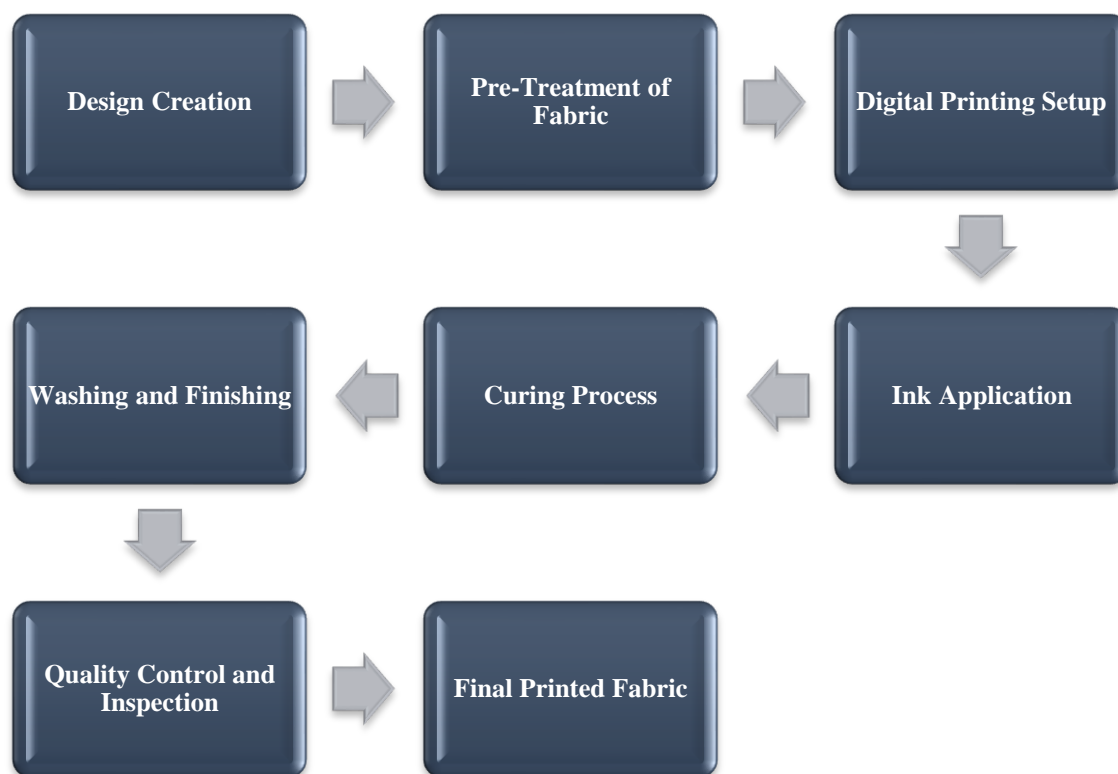 Design Creation
Pre-Treatment of
Fabric
Digital Printing Setup
Ink Application
Curing Process
Washing and Finishing
Quality Control and
Inspection
Final Printed Fabric